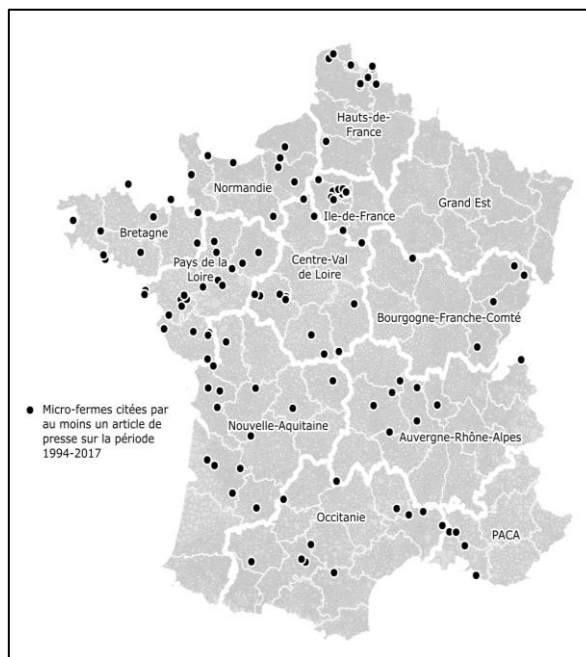 Hauts-de-
France
Normandie
Ile-de-France
Grand Est
Bretagne
Pays de la
Loire
Centre-Val
de Loire
Bourgogne-Franche-Comté
● Micro-fermes citées par
au moins un article de
presse sur la période
1994-2017
Nouvelle-Aquitaine
Auvergne-Rhône-Alpes
Occitanie
PACA